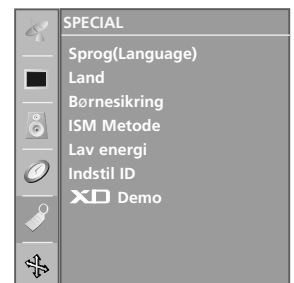 SPECIAL
Sprog(Language)
Land
Børnesikring
ISM Metode
Lav energi
Indstil ID
XD Demo